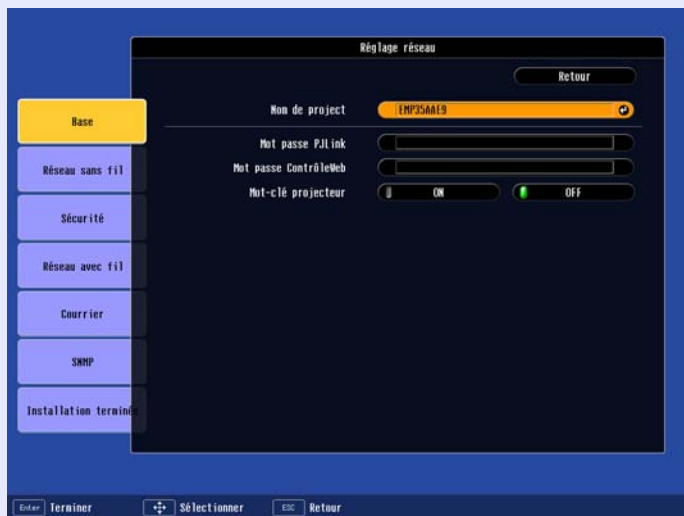 Réglage réseau
Retour
Base
Réseau sans fil
Sécurité
Réseau avec fil
Courrier
SNMP
Installation terminée
Nom de project EMP35AAE9
Mot passe PJLink
Mot passe ContrôleWeb
Mot-clé projecteur ON OFF
Enter Terminer Sélectionner ESC Retour